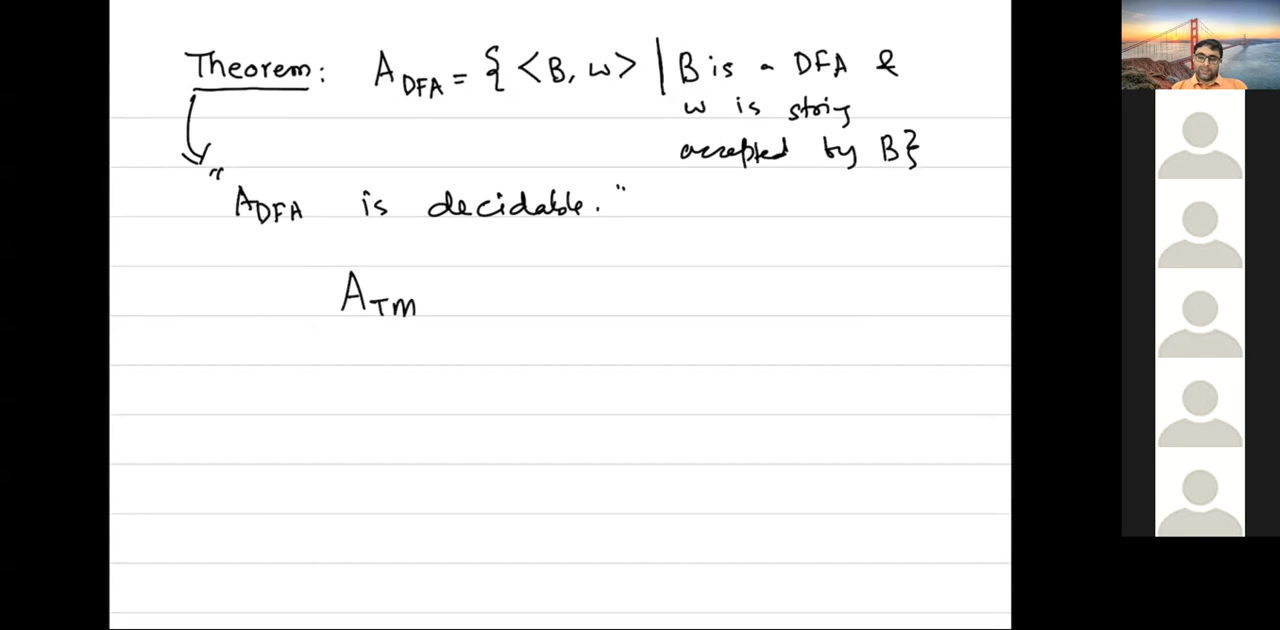 Theorem: A_DFA = { <B, w> | B is a DFA &
w is string
accepted by B}
"A_DFA is decidable."
A_TM